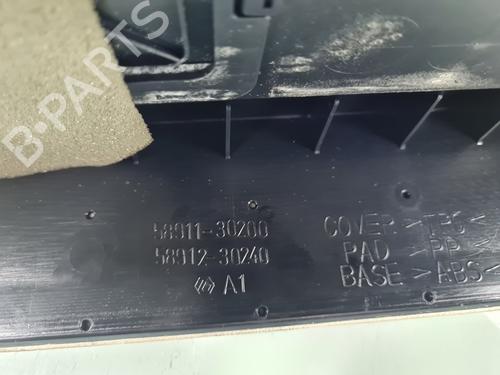 B-PARTS
58911-30200
58912-30240
A1
COVER >TPO<
PAD >PP<
BASE >ABS<